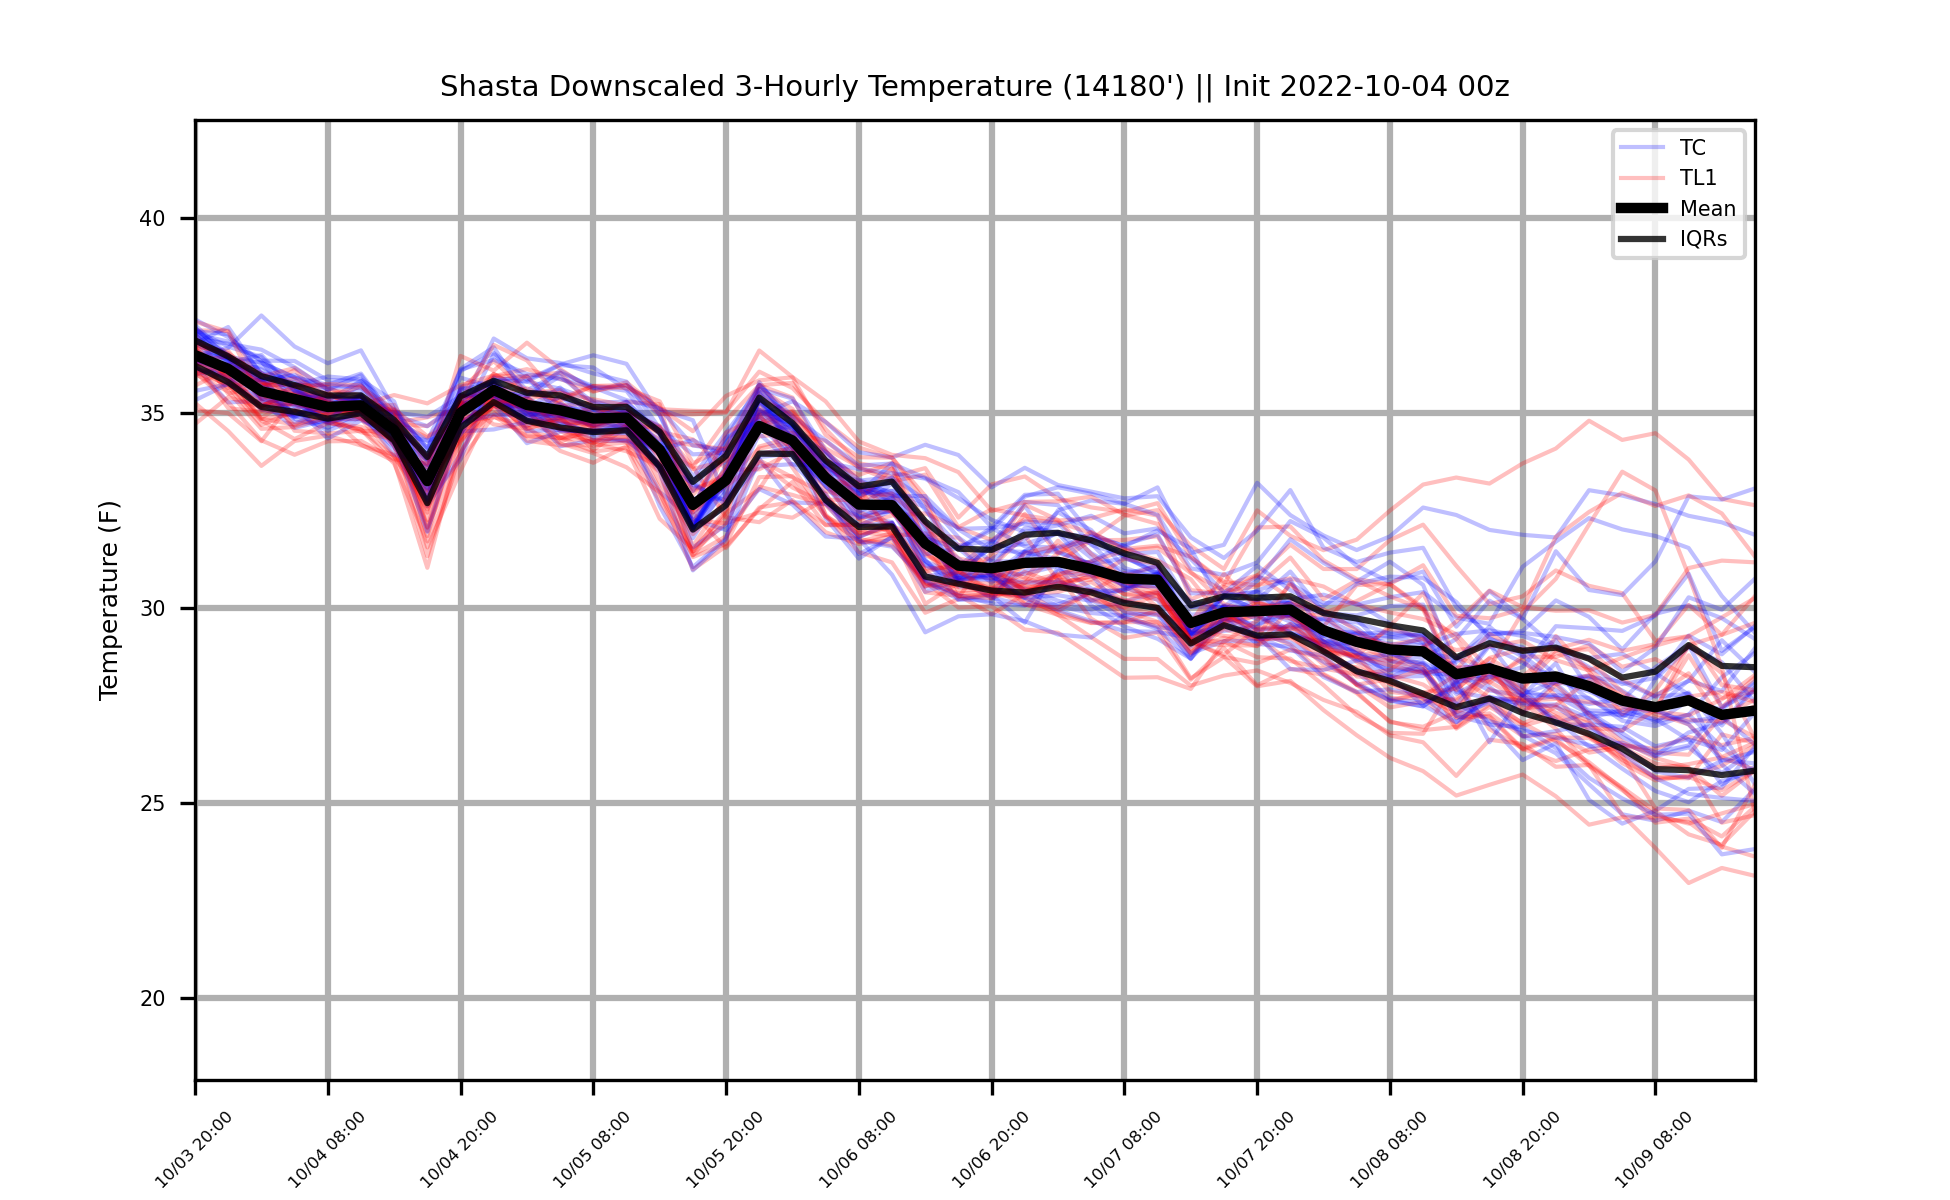 Shasta Downscaled 3-Hourly Temperature (14180') || Init 2022-10-04 00z
TC
TL1
Mean
IQRs
Temperature (F)
40
35
30
25
20
10/03 20:00
10/04 08:00
10/04 20:00
10/05 08:00
10/05 20:00
10/06 08:00
10/06 20:00
10/07 08:00
10/07 20:00
10/08 08:00
10/08 20:00
10/09 08:00